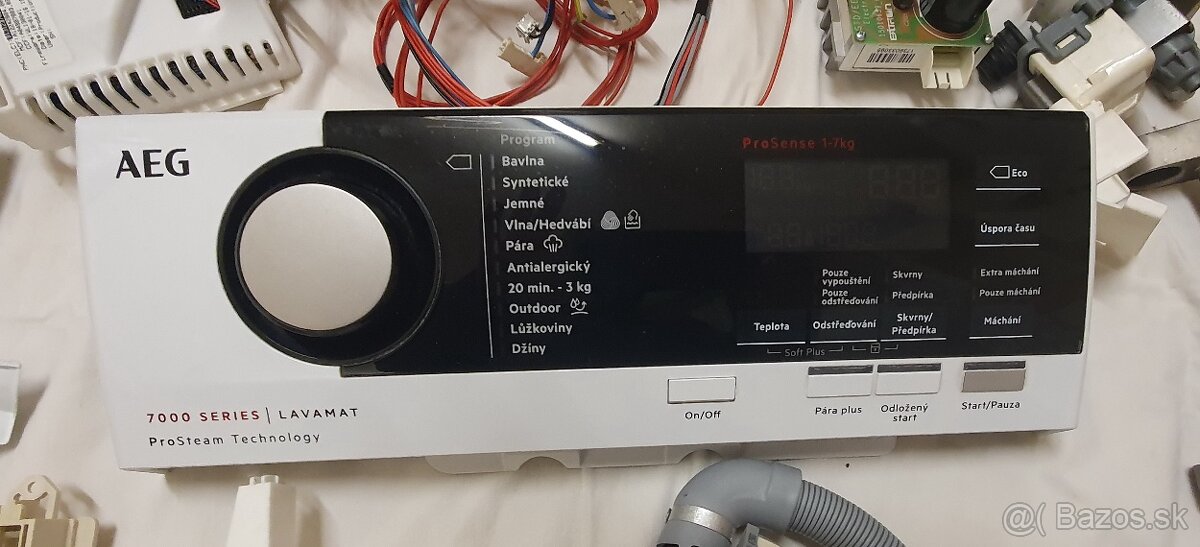 AEG
Program
Bavlna
Syntetické
Jemné
Vlna/Hedvábí
Pára
Antialergický
20 min. - 3 kg
Outdoor
Lůžkoviny
Džíny
ProSense 1-7kg
Eco
Úspora času
Pouze vypouštění
Pouze odstřeďování
Skvrny
Předpírka
Extra máchání
Pouze máchání
Teplota
Odstřeďování
Skvrny/
Předpírka
Máchání
Soft Plus
On/Off
Pára plus
Odložený
start
Start/Pauza
7000 SERIES | LAVAMAT
ProSteam Technology
@( Bazos.sk